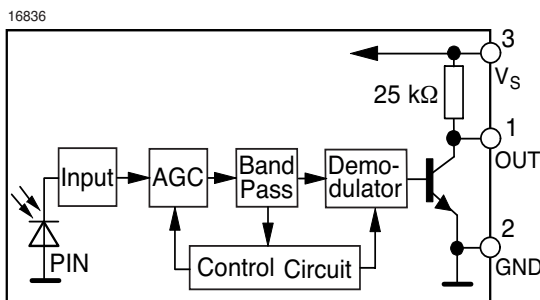 16836
3
V_S
25 kΩ
1
OUT
Input
AGC
Band
Pass
Demo-
dulator
2
GND
PIN
Control Circuit